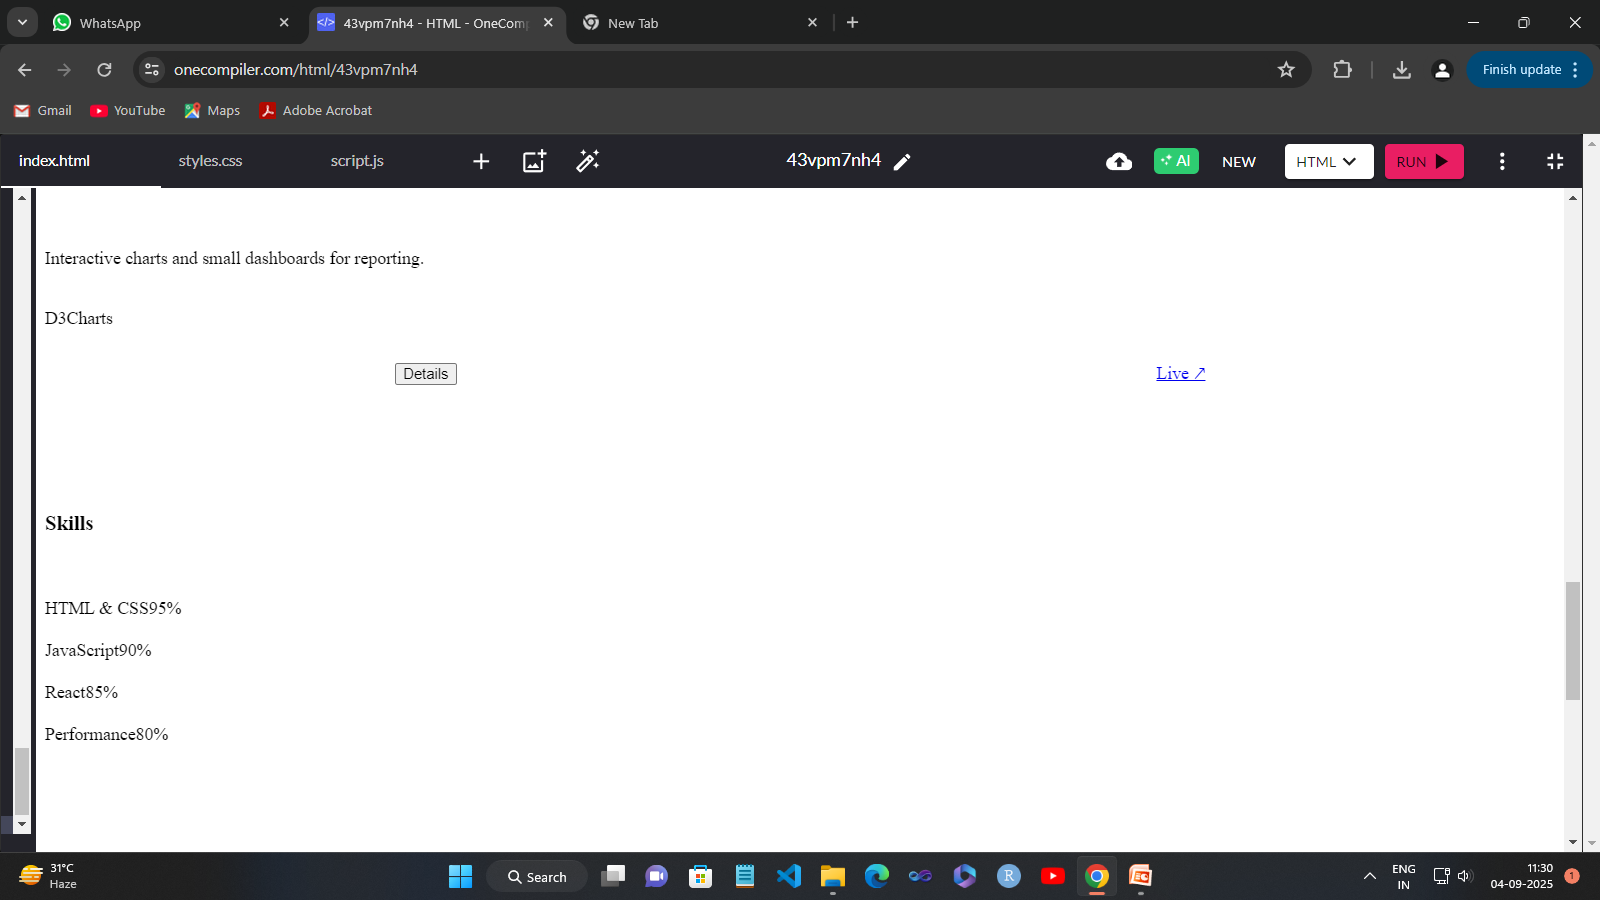 WhatsApp
43vpm7nh4 - HTML - OneComp
New Tab
onecompiler.com/html/43vpm7nh4
Finish update
Gmail
YouTube
Maps
Adobe Acrobat
index.html
styles.css
script.js
43vpm7nh4
AI
NEW
HTML
RUN
Interactive charts and small dashboards for reporting.
D3Charts
Details
Live ↗
Skills
HTML & CSS95%
JavaScript90%
React85%
Performance80%
31°C
Haze
Search
R
ENG
IN
11:30
04-09-2025
1